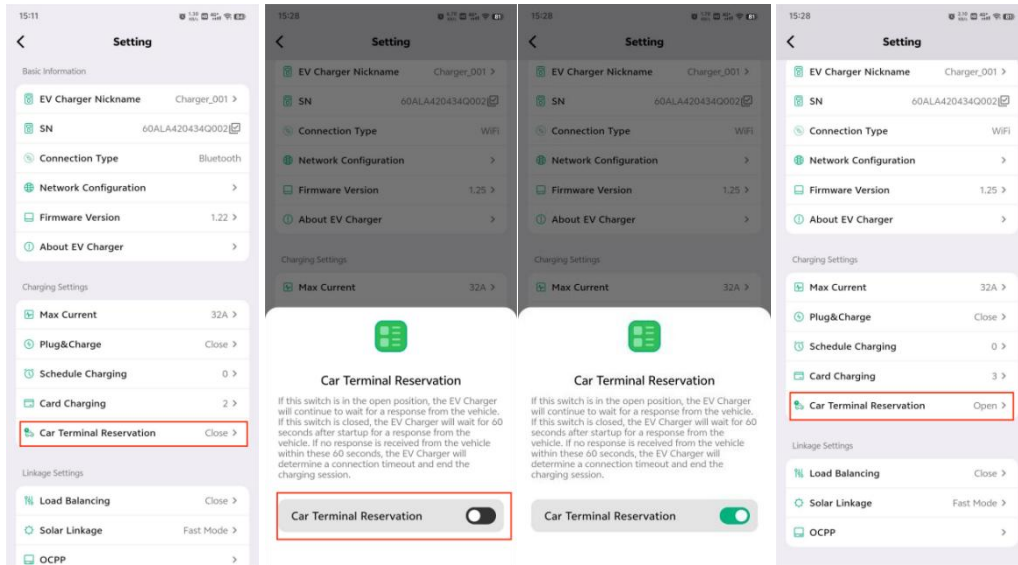 15:11
Setting
Basic Information
EV Charger Nickname Charger_001 >
SN 60ALA420434Q002
Connection Type Bluetooth
Network Configuration >
Firmware Version 1.22 >
About EV Charger >
Charging Settings
Max Current 32A >
Plug&Charge Close >
Schedule Charging 0 >
Card Charging 2 >
Car Terminal Reservation Close >
Linkage Settings
Load Balancing Close >
Solar Linkage Fast Mode >
OCPP >
15:28
Setting
EV Charger Nickname Charger_001 >
SN 60ALA420434Q002
Connection Type WiFi
Network Configuration >
Firmware Version 1.25 >
About EV Charger >
Charging Settings
Max Current 32A >
Car Terminal Reservation
If this switch is in the open position, the EV Charger
will continue to wait for a response from the vehicle.
If this switch is closed, the EV Charger will wait for 60
seconds after startup for a response from the
vehicle. If no response is received from the vehicle
within these 60 seconds, the EV Charger will
determine a connection timeout and end the
charging session.
Car Terminal Reservation
15:28
Setting
EV Charger Nickname Charger_001 >
SN 60ALA420434Q002
Connection Type WiFi
Network Configuration >
Firmware Version 1.25 >
About EV Charger >
Charging Settings
Max Current 32A >
Car Terminal Reservation
If this switch is in the open position, the EV Charger
will continue to wait for a response from the vehicle.
If this switch is closed, the EV Charger will wait for 60
seconds after startup for a response from the
vehicle. If no response is received from the vehicle
within these 60 seconds, the EV Charger will
determine a connection timeout and end the
charging session.
Car Terminal Reservation
15:28
Setting
EV Charger Nickname Charger_001 >
SN 60ALA420434Q002
Connection Type WiFi
Network Configuration >
Firmware Version 1.25 >
About EV Charger >
Charging Settings
Max Current 32A >
Plug&Charge Close >
Schedule Charging 0 >
Card Charging 3 >
Car Terminal Reservation Open >
Linkage Settings
Load Balancing Close >
Solar Linkage Fast Mode >
OCPP >